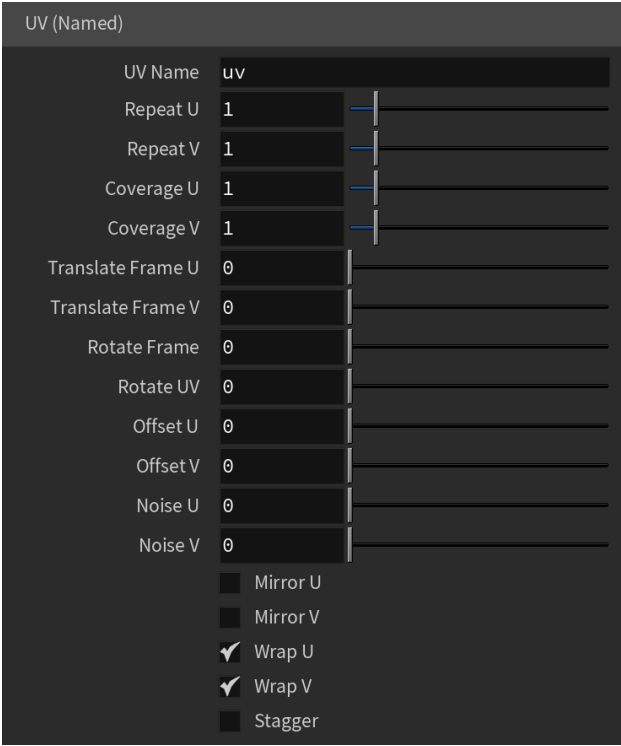 UV (Named)
UV Name uv
Repeat U 1
Repeat V 1
Coverage U 1
Coverage V 1
Translate Frame U 0
Translate Frame V 0
Rotate Frame 0
Rotate UV 0
Offset U 0
Offset V 0
Noise U 0
Noise V 0
Mirror U
Mirror V
Wrap U
Wrap V
Stagger